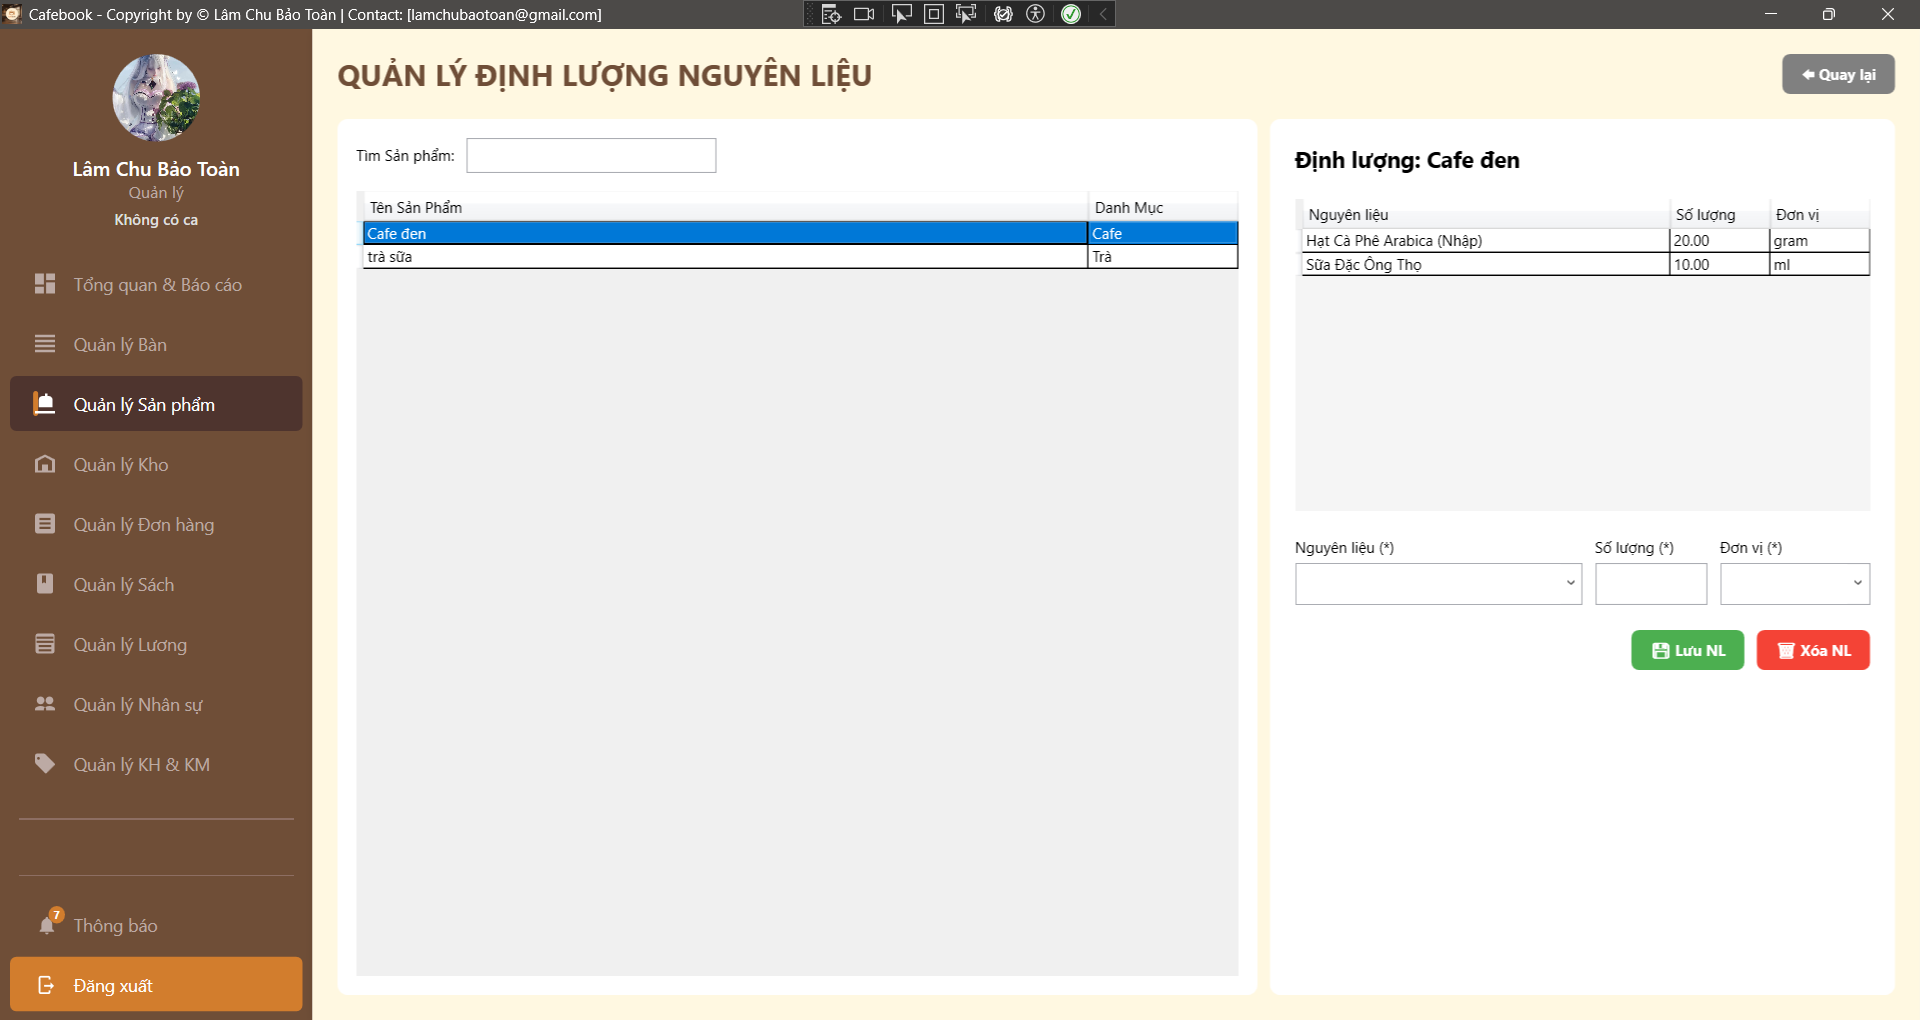 Cafebook - Copyright by © Lâm Chu Bảo Toàn | Contact: [lamchubaotoan@gmail.com]
Lâm Chu Bảo Toàn
Quản lý
Không có ca
Tổng quan & Báo cáo
Quản lý Bàn
Quản lý Sản phẩm
Quản lý Kho
Quản lý Đơn hàng
Quản lý Sách
Quản lý Lương
Quản lý Nhân sự
Quản lý KH & KM
7
Thông báo
Đăng xuất
QUẢN LÝ ĐỊNH LƯỢNG NGUYÊN LIỆU
Quay lại
Tìm Sản phẩm:
Tên Sản Phẩm Danh Mục
Cafe đen Cafe
trà sữa Trà
Định lượng: Cafe đen
Nguyên liệu Số lượng Đơn vị
Hạt Cà Phê Arabica (Nhập) 20.00 gram
Sữa Đặc Ông Thọ 10.00 ml
Nguyên liệu (*) Số lượng (*) Đơn vị (*)
Lưu NL Xóa NL